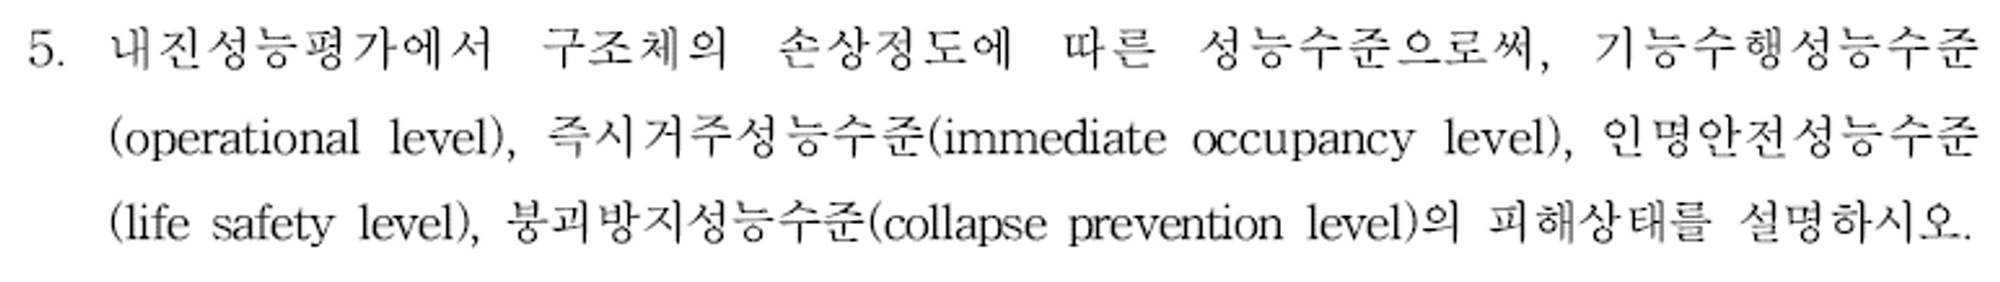 5. 내진성능평가에서 구조체의 손상정도에 따른 성능수준으로써, 기능수행성능수준
(operational level), 즉시거주성능수준(immediate occupancy level), 인명안전성능수준
(life safety level), 붕괴방지성능수준(collapse prevention level)의 피해상태를 설명하시오.